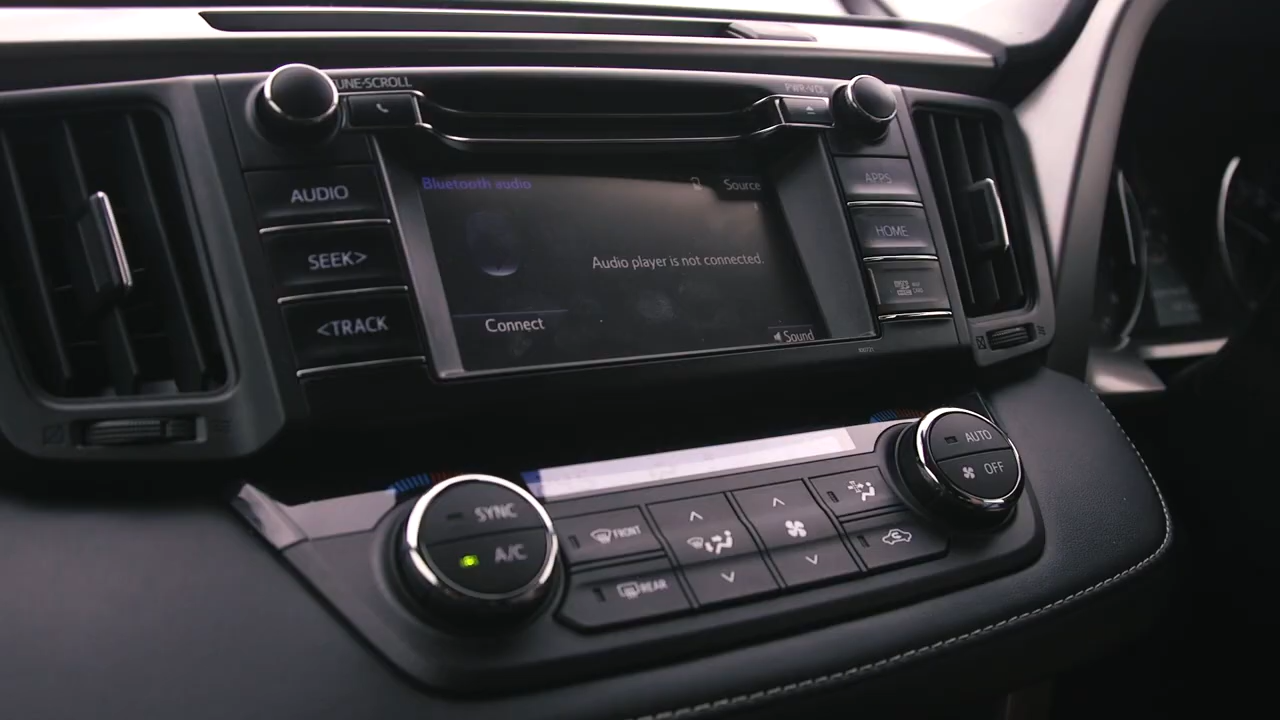 TUNE·SCROLL
PWR·VOL
AUDIO
SEEK>
<TRACK
Bluetooth audio
Source
Audio player is not connected.
Connect
Sound
APPS
HOME
SYNC
A/C
FRONT
REAR
AUTO
OFF